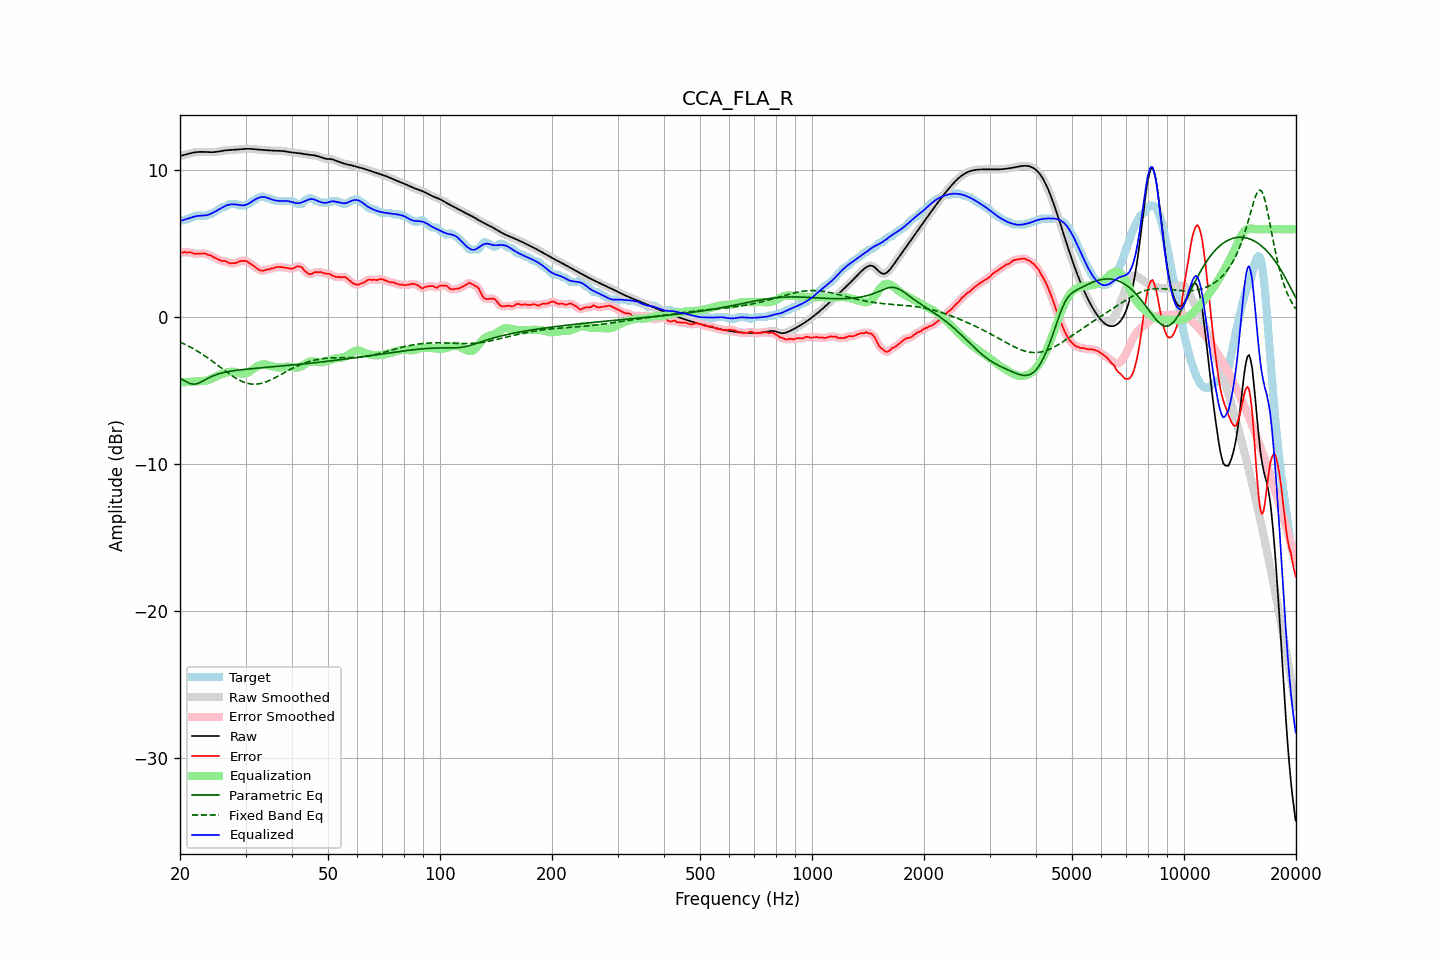 CCA_FLA_R
Amplitude (dBr)
10
0
−10
−20
−30
Target
Raw Smoothed
Error Smoothed
Raw
Error
Equalization
Parametric Eq
Fixed Band Eq
Equalized
20 50 100 200 500 1000 2000 5000 10000 20000
Frequency (Hz)